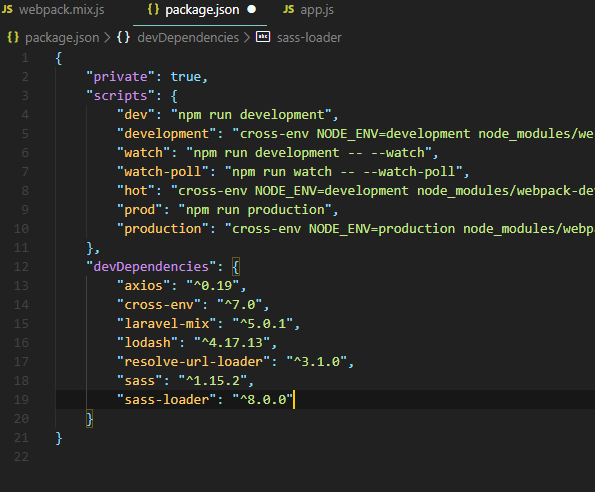 JS webpack.mix.js {} package.json ● JS app.js
{} package.json > {} devDependencies > abc sass-loader
1 {
2 "private": true,
3 "scripts": {
4 "dev": "npm run development",
5 "development": "cross-env NODE_ENV=development node_modules/we
6 "watch": "npm run development -- --watch",
7 "watch-poll": "npm run watch -- --watch-poll",
8 "hot": "cross-env NODE_ENV=development node_modules/webpack-de
9 "prod": "npm run production",
10 "production": "cross-env NODE_ENV=production node_modules/webp
11 },
12 "devDependencies": {
13 "axios": "^0.19",
14 "cross-env": "^7.0",
15 "laravel-mix": "^5.0.1",
16 "lodash": "^4.17.13",
17 "resolve-url-loader": "^3.1.0",
18 "sass": "^1.15.2",
19 "sass-loader": "^8.0.0"
20 }
21 }
22